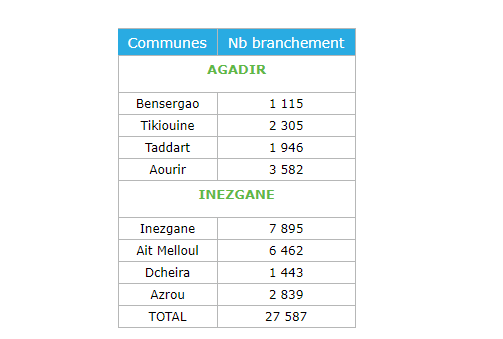 Communes Nb branchement
AGADIR
Bensergao 1 115
Tikiouine 2 305
Taddart 1 946
Aourir 3 582
INEZGANE
Inezgane 7 895
Ait Melloul 6 462
Dcheira 1 443
Azrou 2 839
TOTAL 27 587